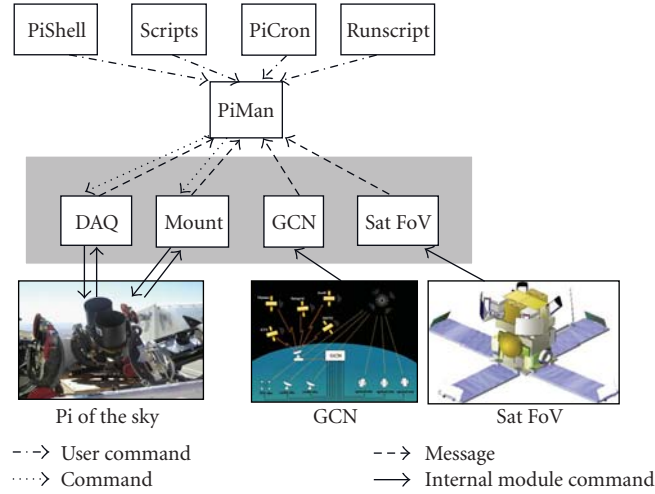 PiShell Scripts PiCron Runscript
PiMan
DAQ Mount GCN Sat FoV
GCN
Pi of the sky GCN Sat FoV
User command Message
Command Internal module command